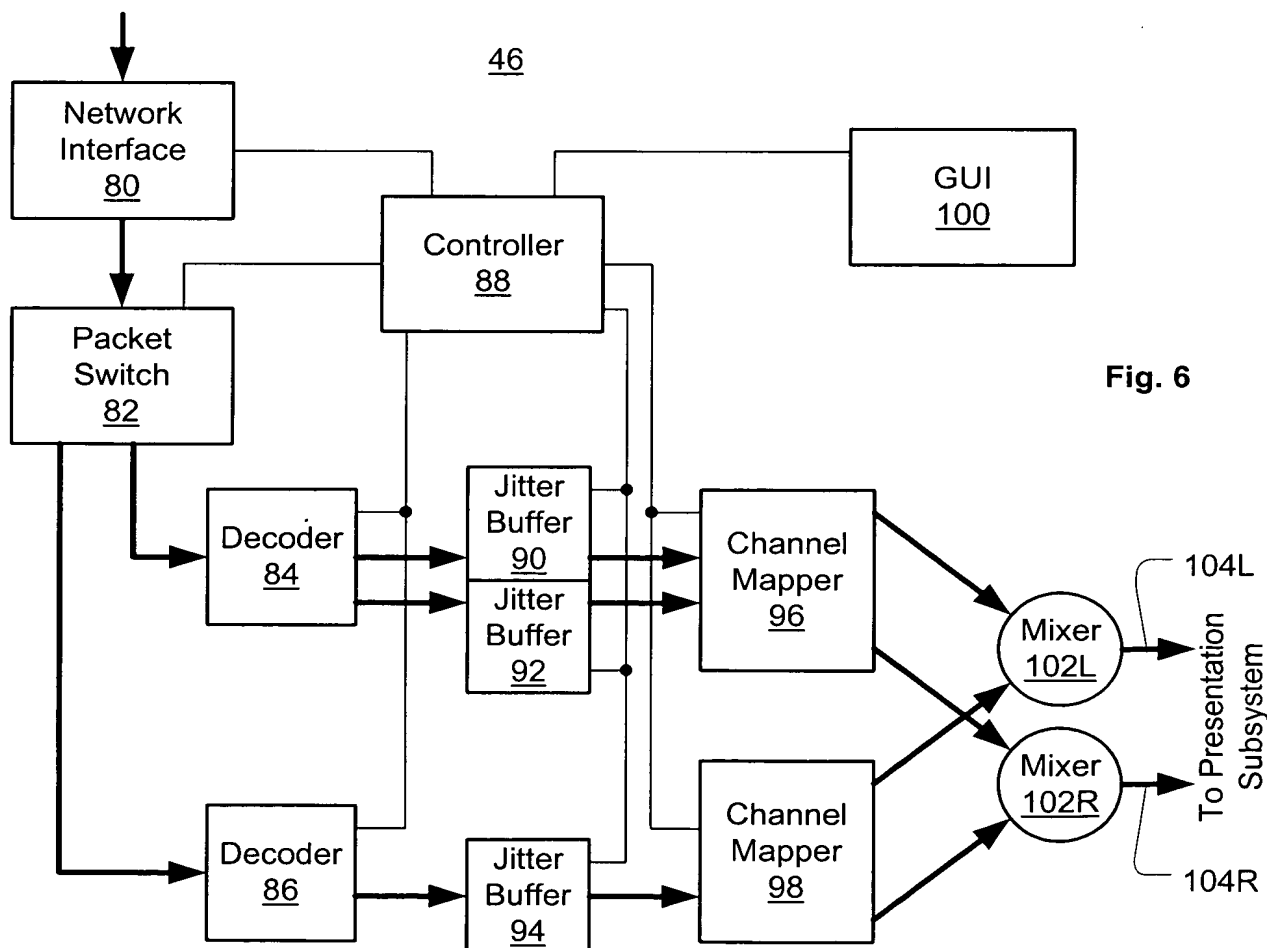 46
Network
Interface
80
GUI
100
Controller
88
Packet
Switch
82
Fig. 6
Decoder
84
Jitter
Buffer
90
Jitter
Buffer
92
Channel
Mapper
96
Mixer
102L
104L
Mixer
102R
104R
To Presentation
Subsystem
Decoder
86
Jitter
Buffer
94
Channel
Mapper
98